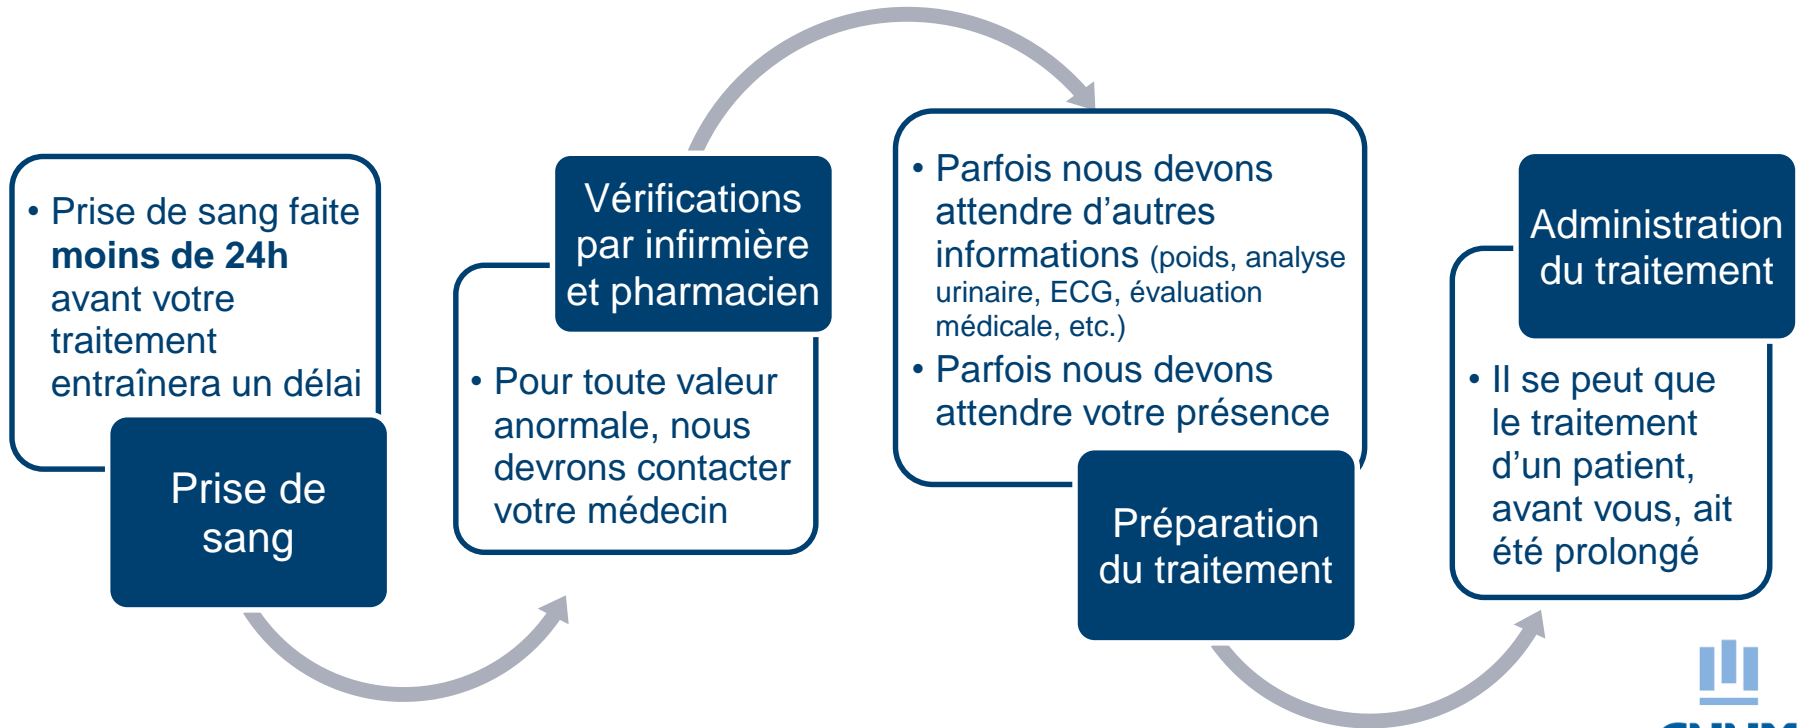 • Prise de sang faite
moins de 24h
avant votre
traitement
entraînera un délai
Prise de
sang
Vérifications
par infirmière
et pharmacien
• Pour toute valeur
anormale, nous
devrons contacter
votre médecin
• Parfois nous devons
attendre d’autres
informations (poids, analyse
urinaire, ECG, évaluation
médicale, etc.)
• Parfois nous devons
attendre votre présence
Préparation
du traitement
Administration
du traitement
• Il se peut que
le traitement
d’un patient,
avant vous, ait
été prolongé